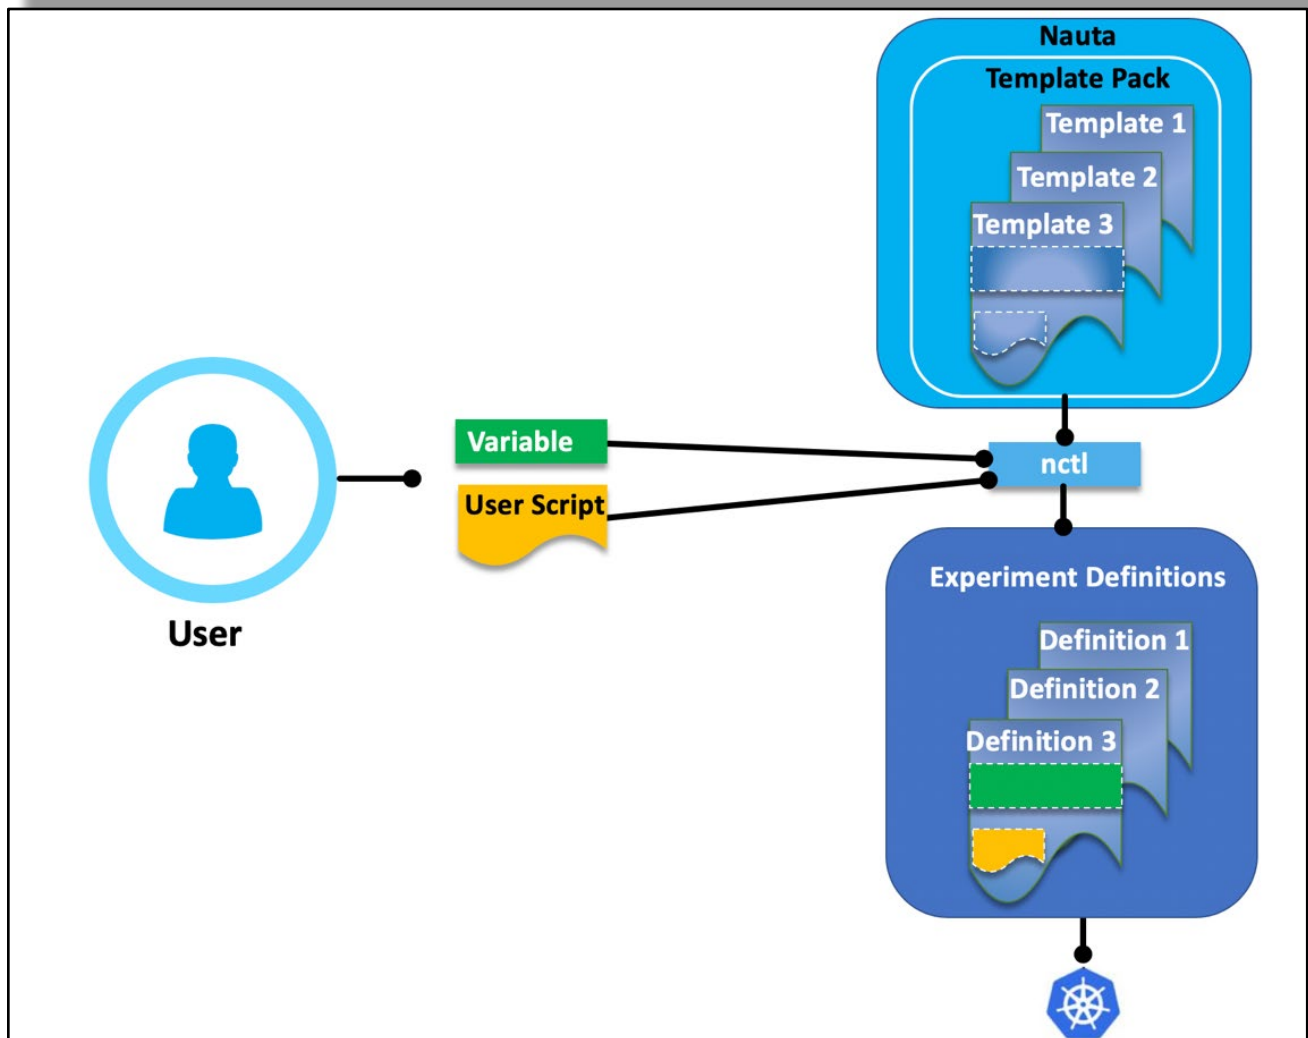 Nauta
Template Pack
Template 1
Template 2
Template 3
Variable
User Script
nctl
User
Experiment Definitions
Definition 1
Definition 2
Definition 3